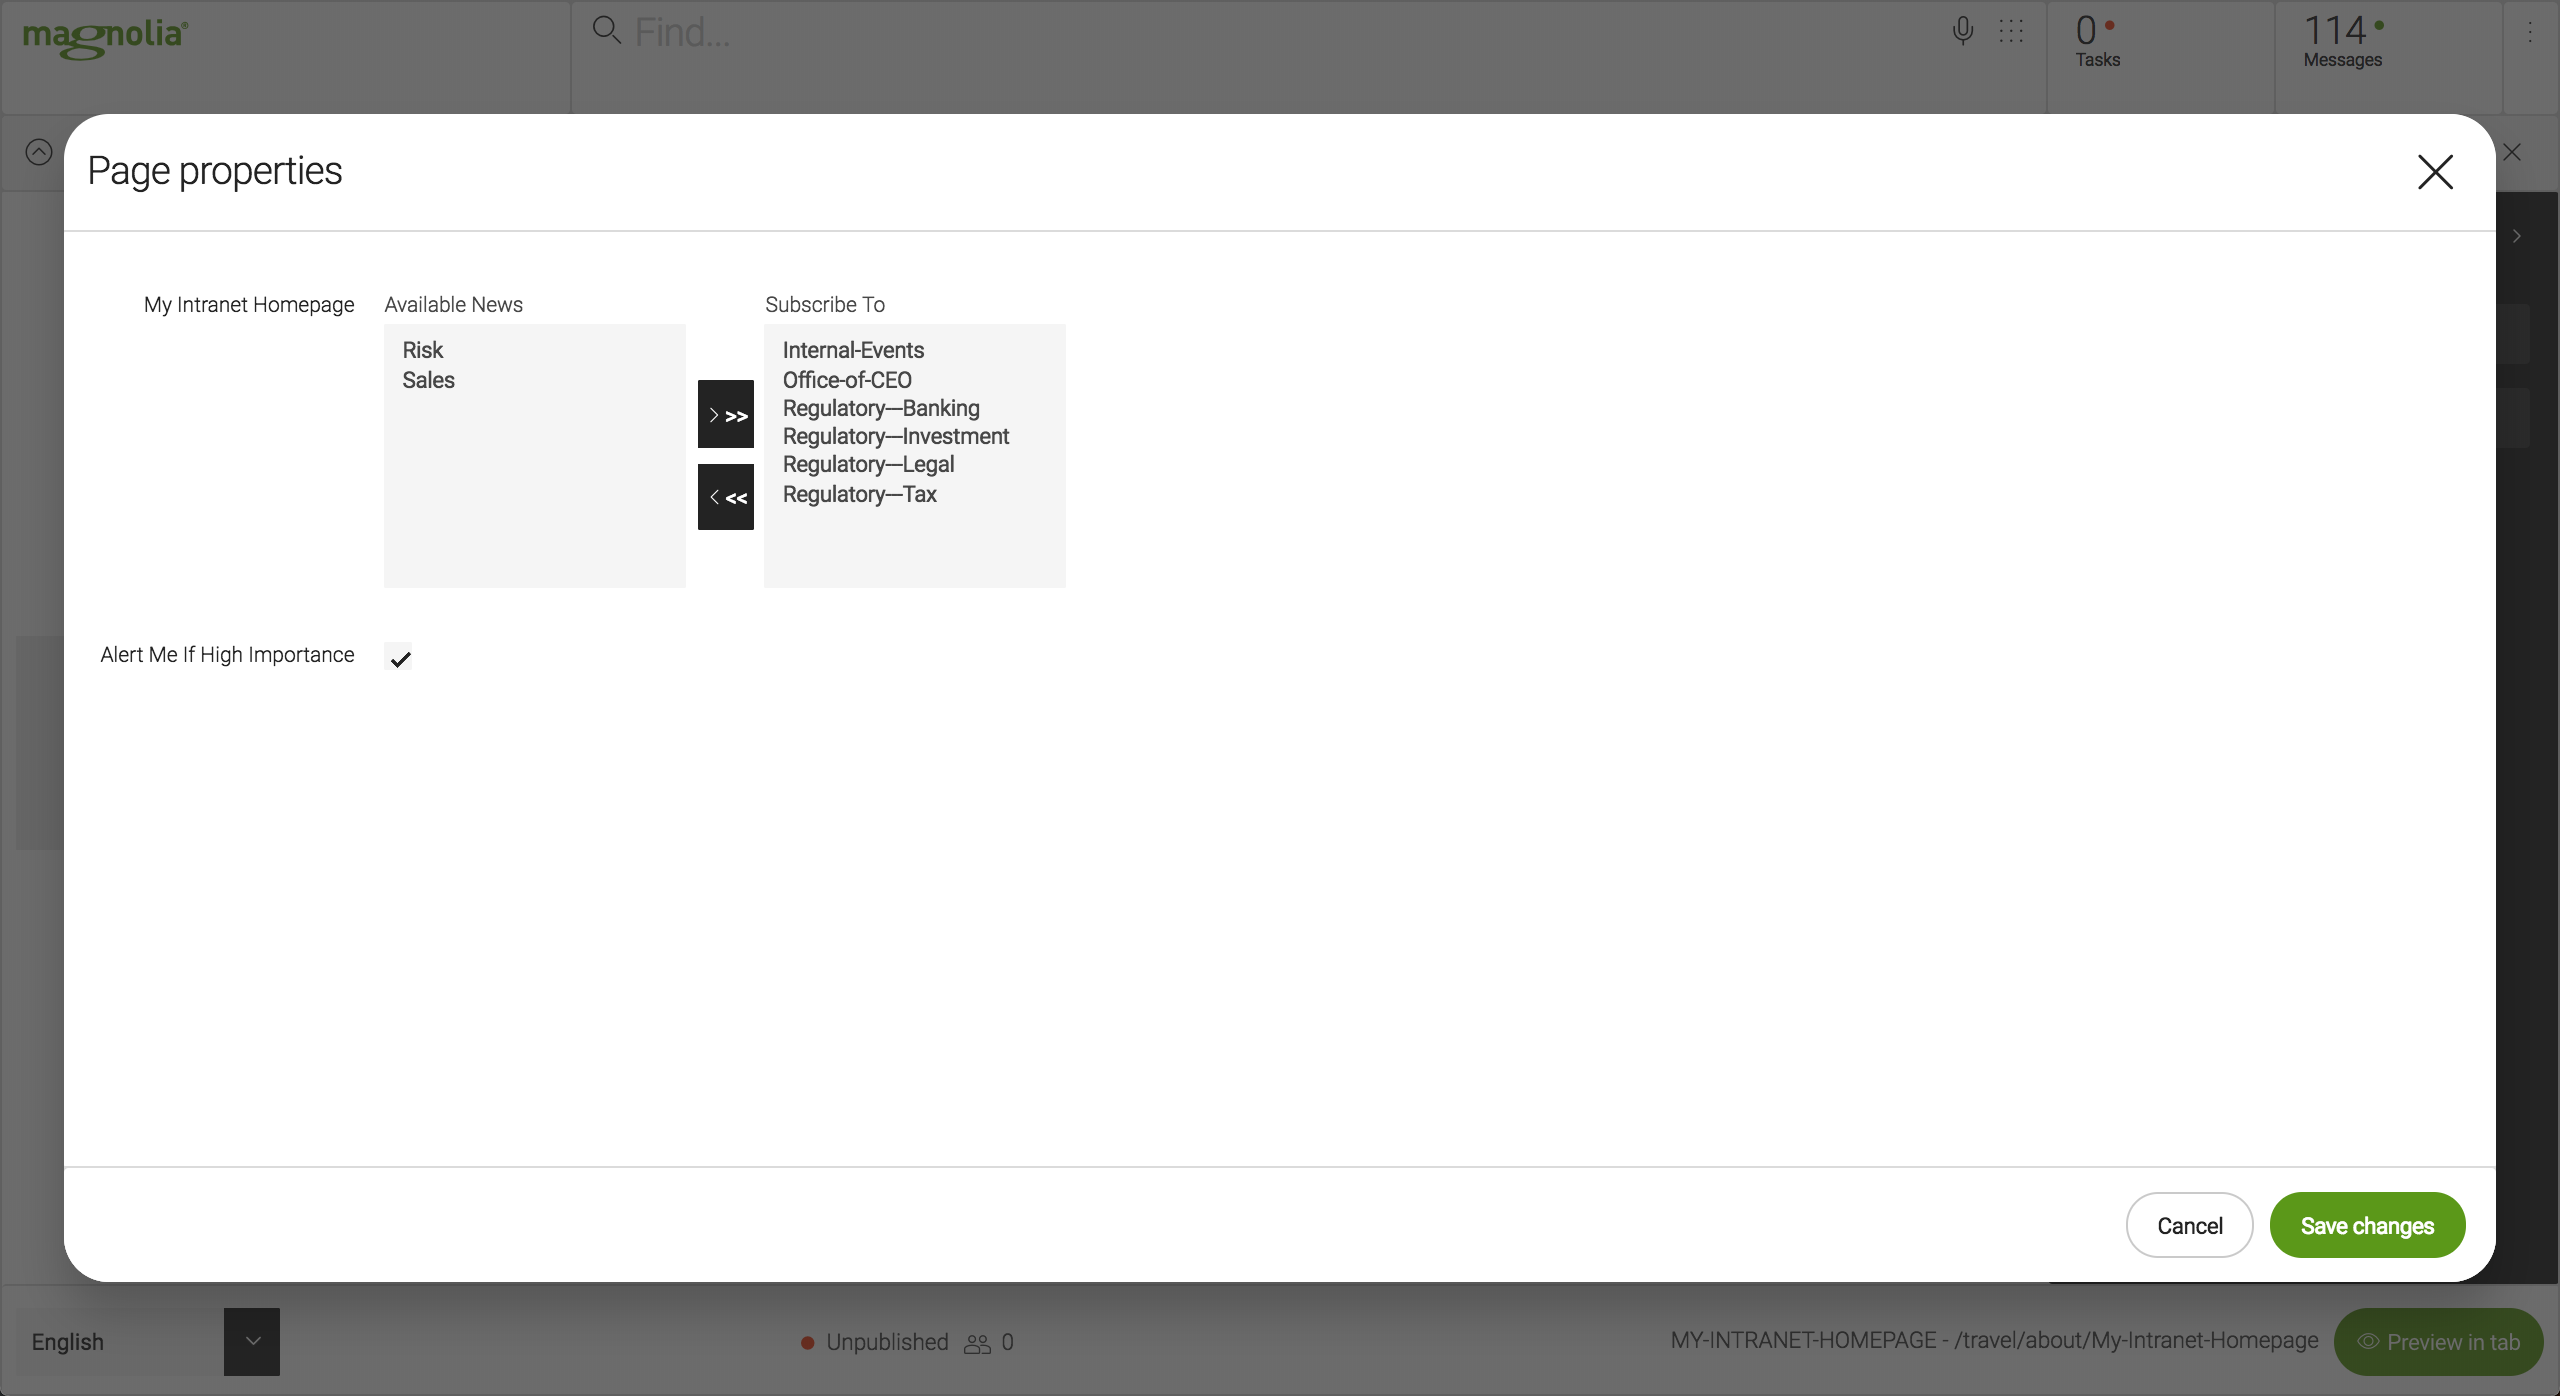 magnolia®
Find...
0
Tasks
114
Messages
Page properties
My Intranet Homepage
Available News
Subscribe To
Risk
Sales
>>
<<
Internal-Events
Office-of-CEO
Regulatory---Banking
Regulatory---Investment
Regulatory---Legal
Regulatory---Tax
Alert Me If High Importance
Cancel
Save changes
English
Unpublished 0
MY-INTRANET-HOMEPAGE - /travel/about/My-Intranet-Homepage
Preview in tab